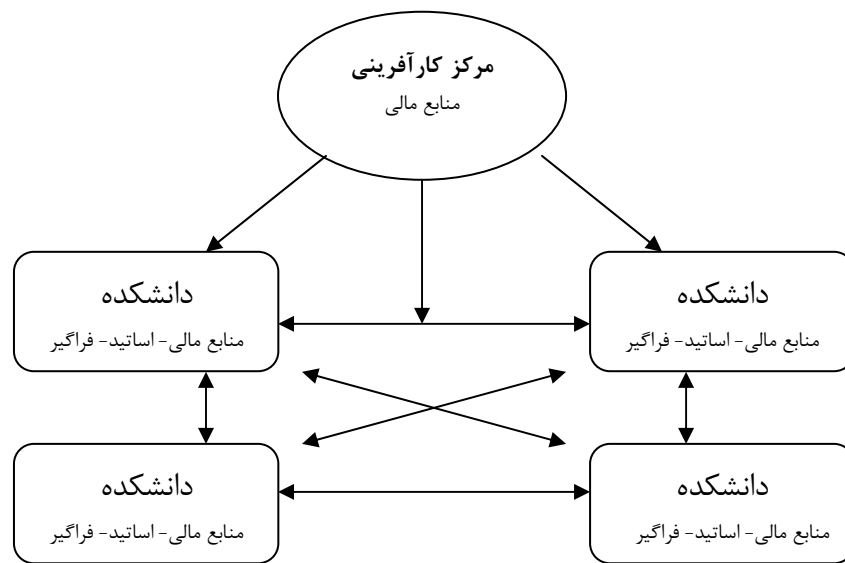 مرکز کارآفرینی
منابع مالی
دانشکده
منابع مالی- اساتید- فراگیر
دانشکده
منابع مالی- اساتید- فراگیر
دانشکده
منابع مالی- اساتید- فراگیر
دانشکده
منابع مالی- اساتید- فراگیر